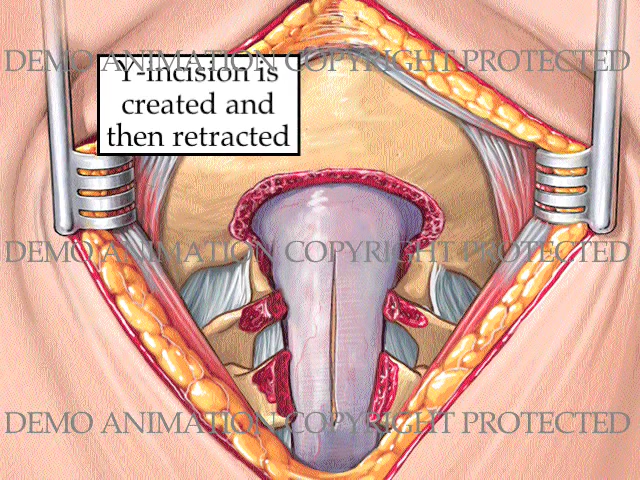 DEMO ANIMATION COPYRIGHT PROTECTED
Y-incision is
created and
then retracted
DEMO ANIMATION COPYRIGHT PROTECTED
DEMO ANIMATION COPYRIGHT PROTECTED